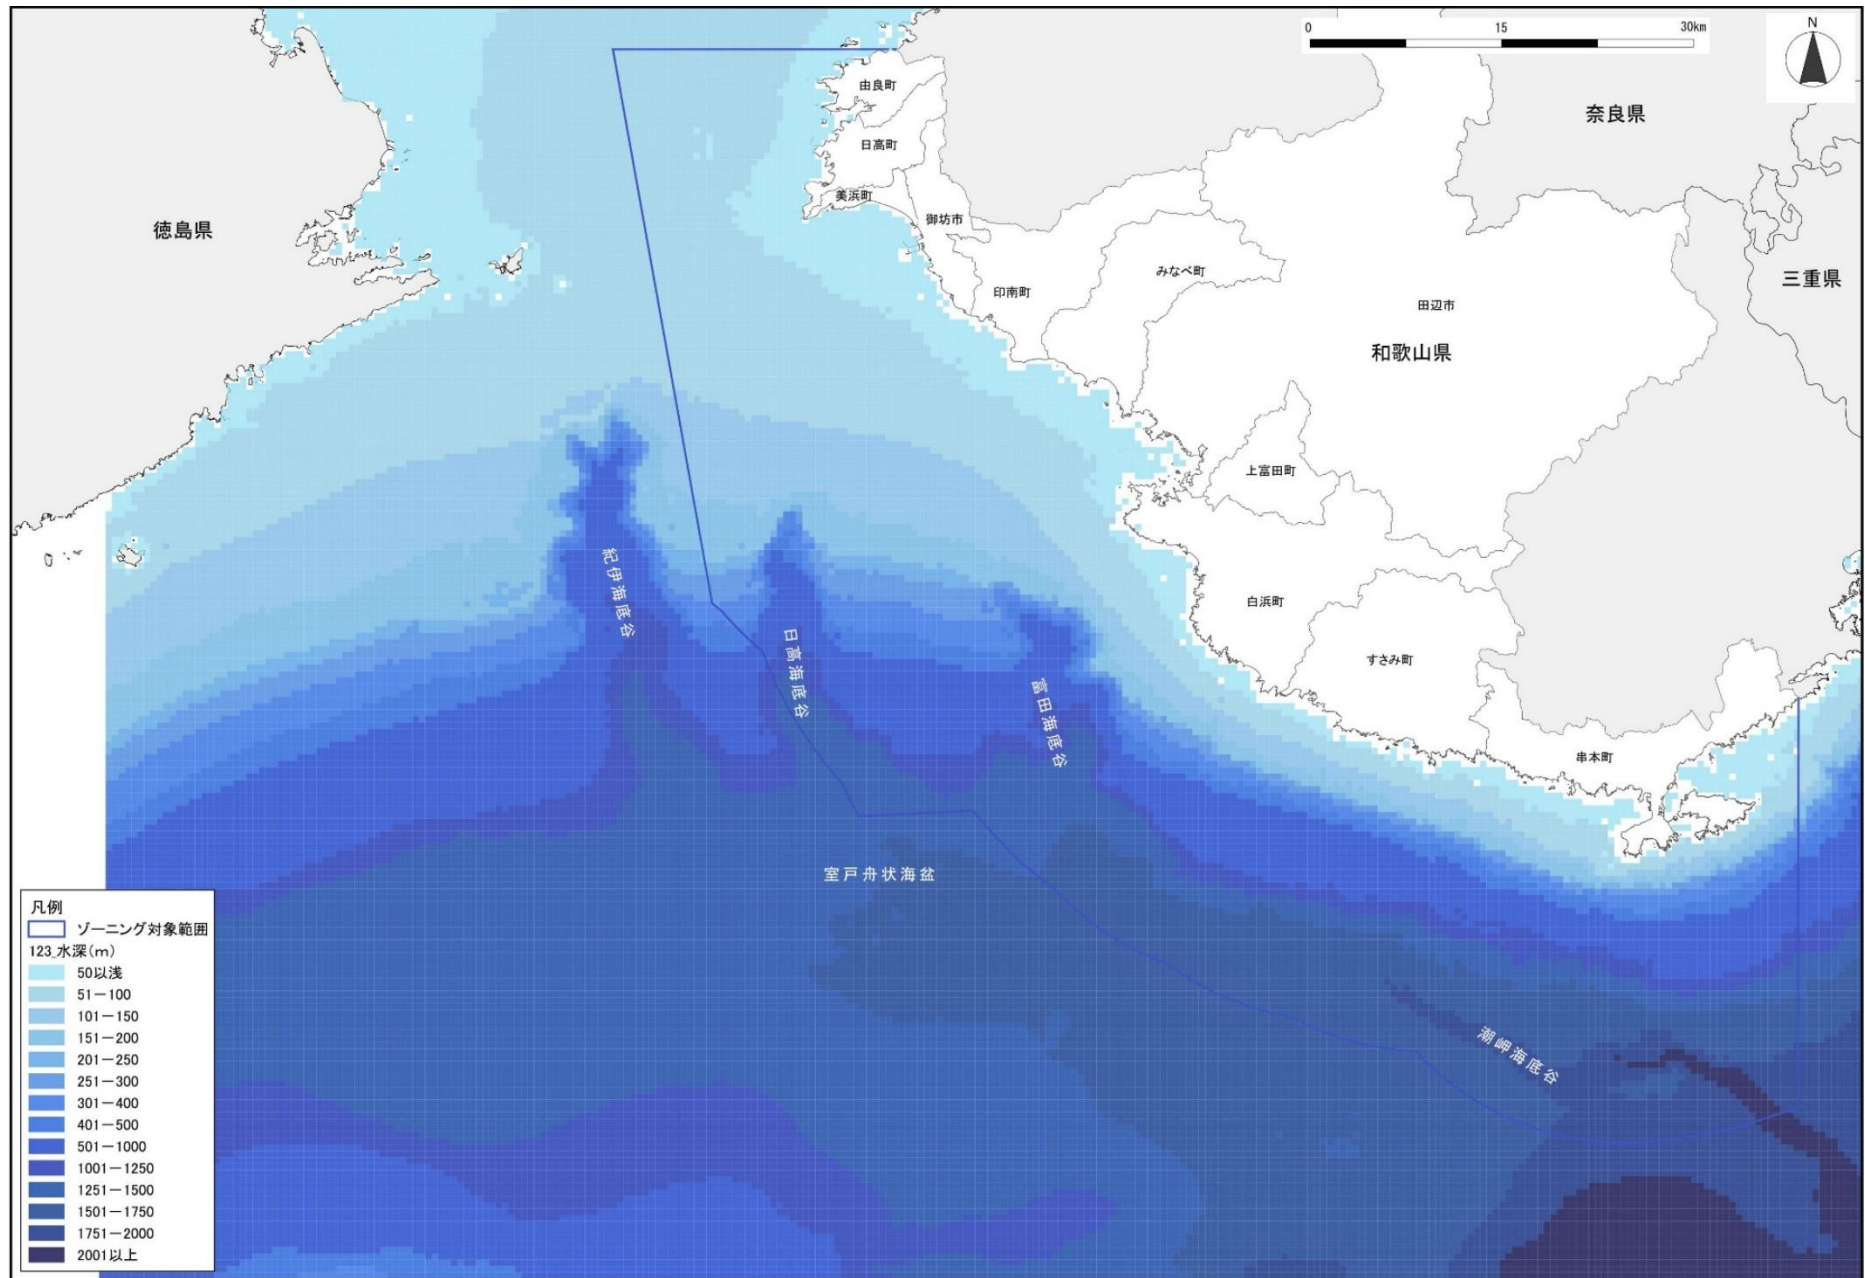 0 15 30km
N
由良町
奈良県
日高町
美浜町
御坊市
徳島県
みなべ町
三重県
印南町
田辺市
和歌山県
上富田町
紀伊海底谷
白浜町
日高海底谷
すさみ町
富田海底谷
串本町
室戸舟状海盆
潮岬海底谷
凡例
ゾーニング対象範囲
123_水深(m)
50以浅
51－100
101－150
151－200
201－250
251－300
301－400
401－500
501－1000
1001－1250
1251－1500
1501－1750
1751－2000
2001以上